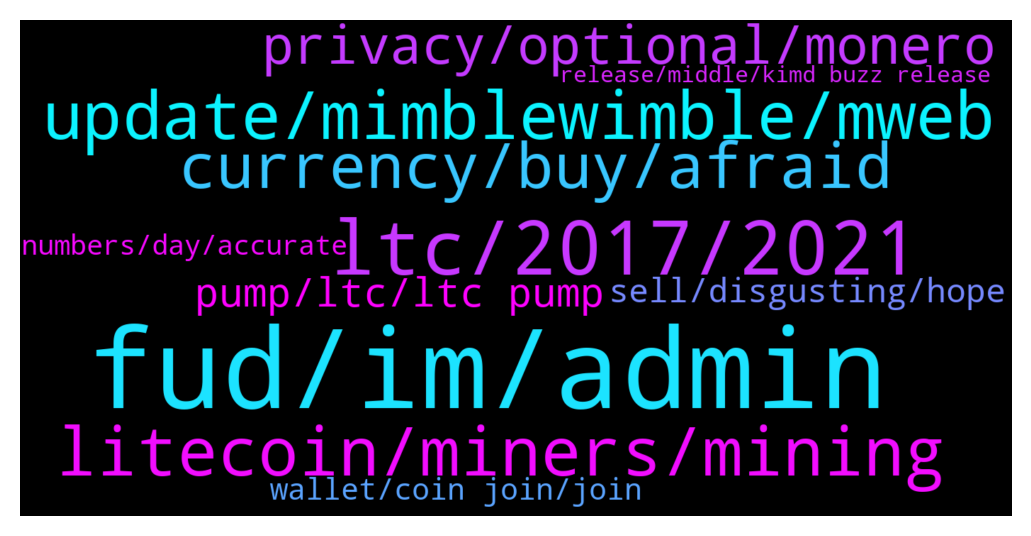 privacy/optional/monero
release/middle/kimd buzz release
update/mimblewimble/mweb
currency/buy/afraid
ltc/2017/2021
numbers/day/accurate
pump/ltc/ltc pump
sell/disgusting/hope
fud/im/admin
litecoin/miners/mining
wallet/coin join/join